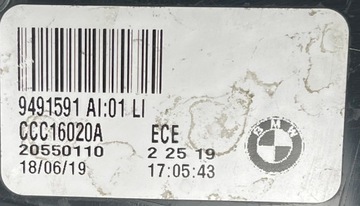 9491591 AI:01 LI
CCC16020A ECE
20550110 2 25 19
18/06/19 17:05:43
BMW